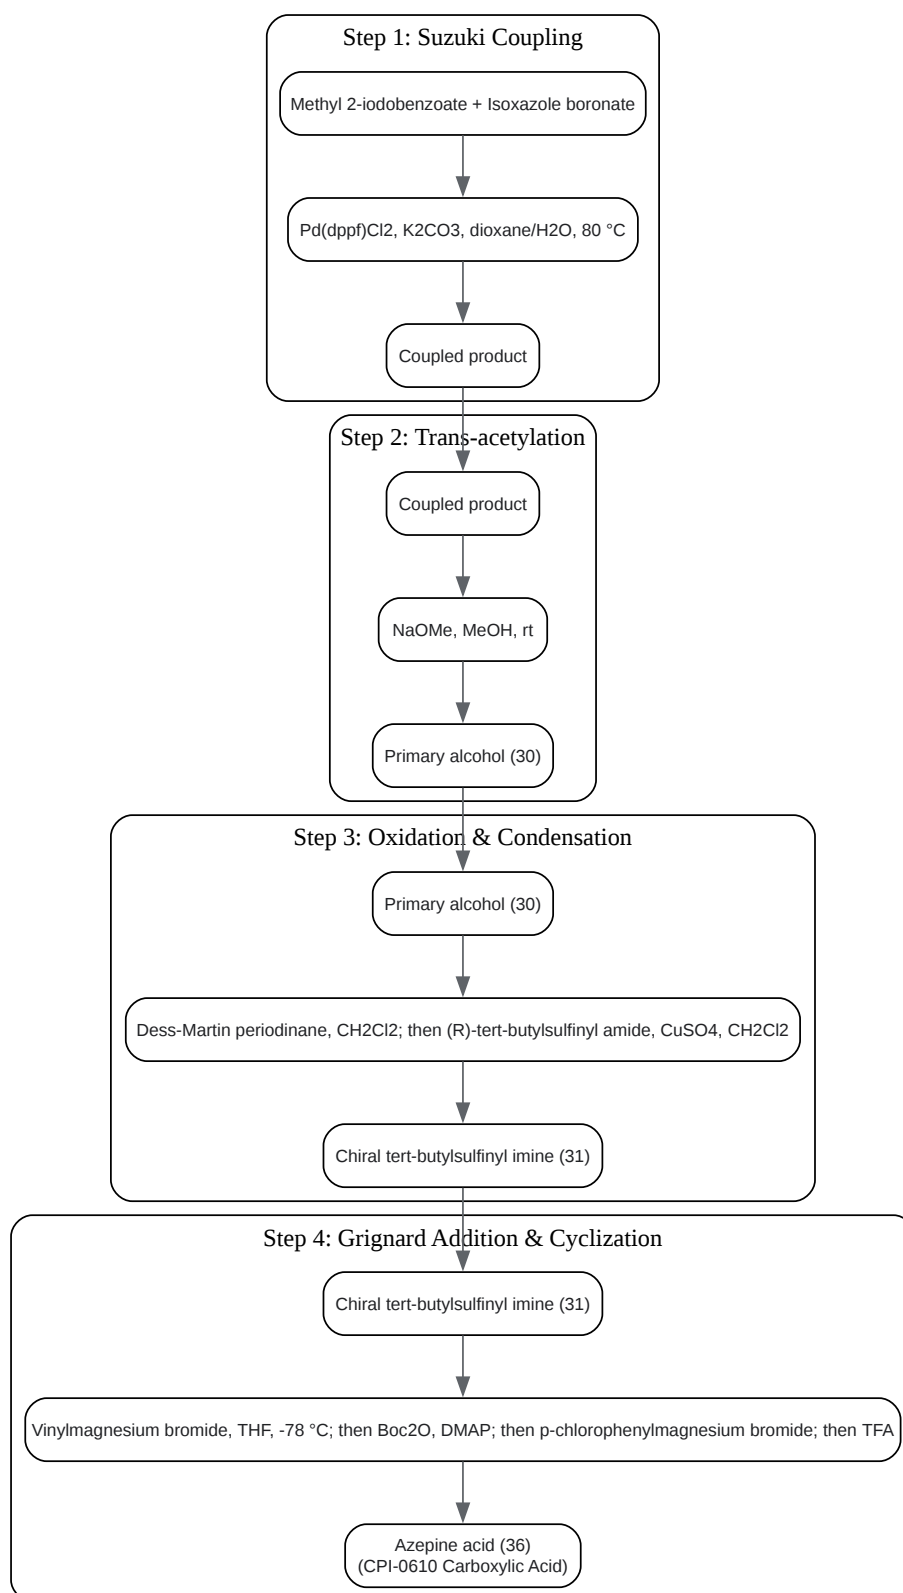 Step 1: Suzuki Coupling
Methyl 2-iodobenzoate + Isoxazole boronate
Pd(dppf)Cl2, K2CO3, dioxane/H2O, 80 °C
Coupled product
Step 2: Trans-acetylation
Coupled product
NaOMe, MeOH, rt
Primary alcohol (30)
Step 3: Oxidation & Condensation
Primary alcohol (30)
Dess-Martin periodinane, CH2Cl2; then (R)-tert-butylsulfinyl amide, CuSO4, CH2Cl2
Chiral tert-butylsulfinyl imine (31)
Step 4: Grignard Addition & Cyclization
Chiral tert-butylsulfinyl imine (31)
Vinylmagnesium bromide, THF, -78 °C; then Boc2O, DMAP; then p-chlorophenylmagnesium bromide; then TFA
Azepine acid (36)
(CPI-0610 Carboxylic Acid)